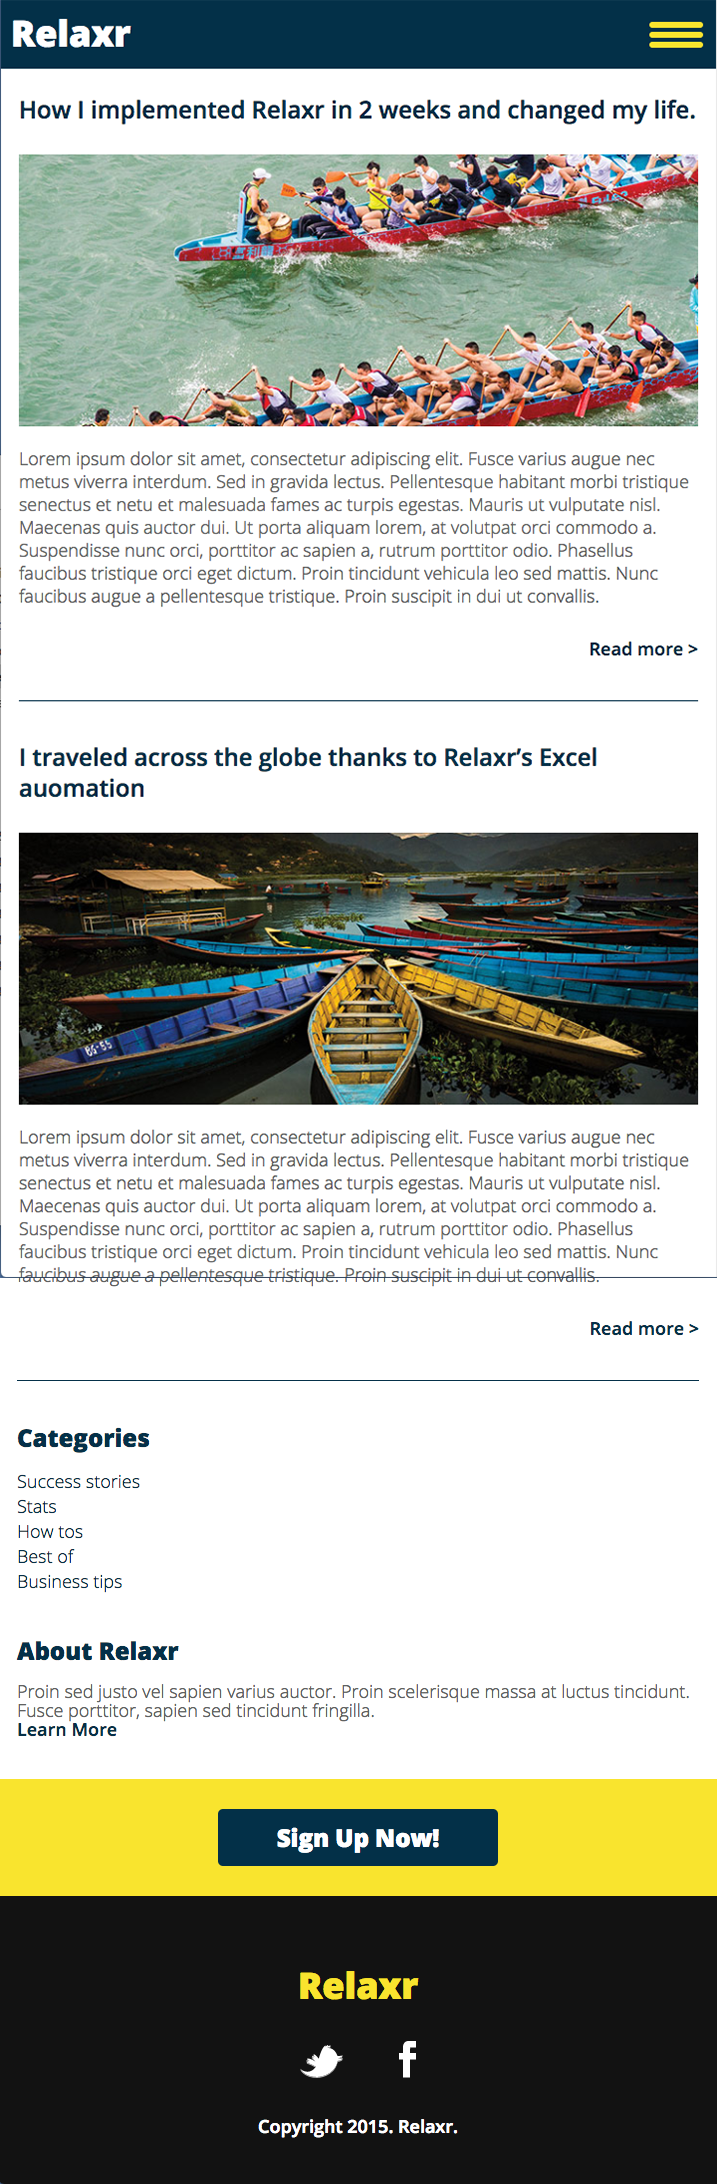 Relaxr
How I implemented Relaxr in 2 weeks and changed my life.
Lorem ipsum dolor sit amet, consectetur adipiscing elit. Fusce varius augue nec
metus viverra interdum. Sed in gravida lectus. Pellentesque habitant morbi tristique
senectus et netu et malesuada fames ac turpis egestas. Mauris ut vulputate nisl.
Maecenas quis auctor dui. Ut porta aliquam lorem, at volutpat orci commodo a.
Suspendisse nunc orci, porttitor ac sapien a, rutrum porttitor odio. Phasellus
faucibus tristique orci eget dictum. Proin tincidunt vehicula leo sed mattis. Nunc
faucibus augue a pellentesque tristique. Proin suscipit in dui ut convallis.
Read more >
I traveled across the globe thanks to Relaxr’s Excel
auomation
BG-55
Lorem ipsum dolor sit amet, consectetur adipiscing elit. Fusce varius augue nec
metus viverra interdum. Sed in gravida lectus. Pellentesque habitant morbi tristique
senectus et netu et malesuada fames ac turpis egestas. Mauris ut vulputate nisl.
Maecenas quis auctor dui. Ut porta aliquam lorem, at volutpat orci commodo a.
Suspendisse nunc orci, porttitor ac sapien a, rutrum porttitor odio. Phasellus
faucibus tristique orci eget dictum. Proin tincidunt vehicula leo sed mattis. Nunc
faucibus augue a pellentesque tristique. Proin suscipit in dui ut convallis.
Read more >
Categories
Success stories
Stats
How tos
Best of
Business tips
About Relaxr
Proin sed justo vel sapien varius auctor. Proin scelerisque massa at luctus tincidunt.
Fusce porttitor, sapien sed tincidunt fringilla.
Learn More
Sign Up Now!
Relaxr
Copyright 2015. Relaxr.